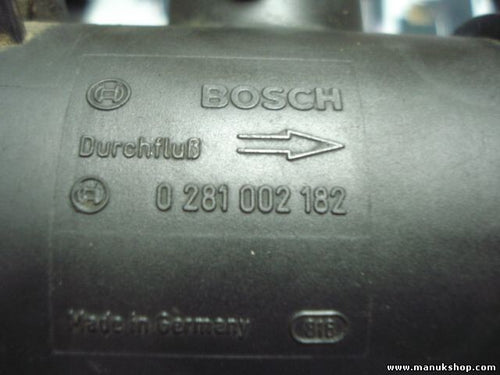 BOSCH
Durchfluß
0 281 002 182
Made in Germany
www.manukshop.com